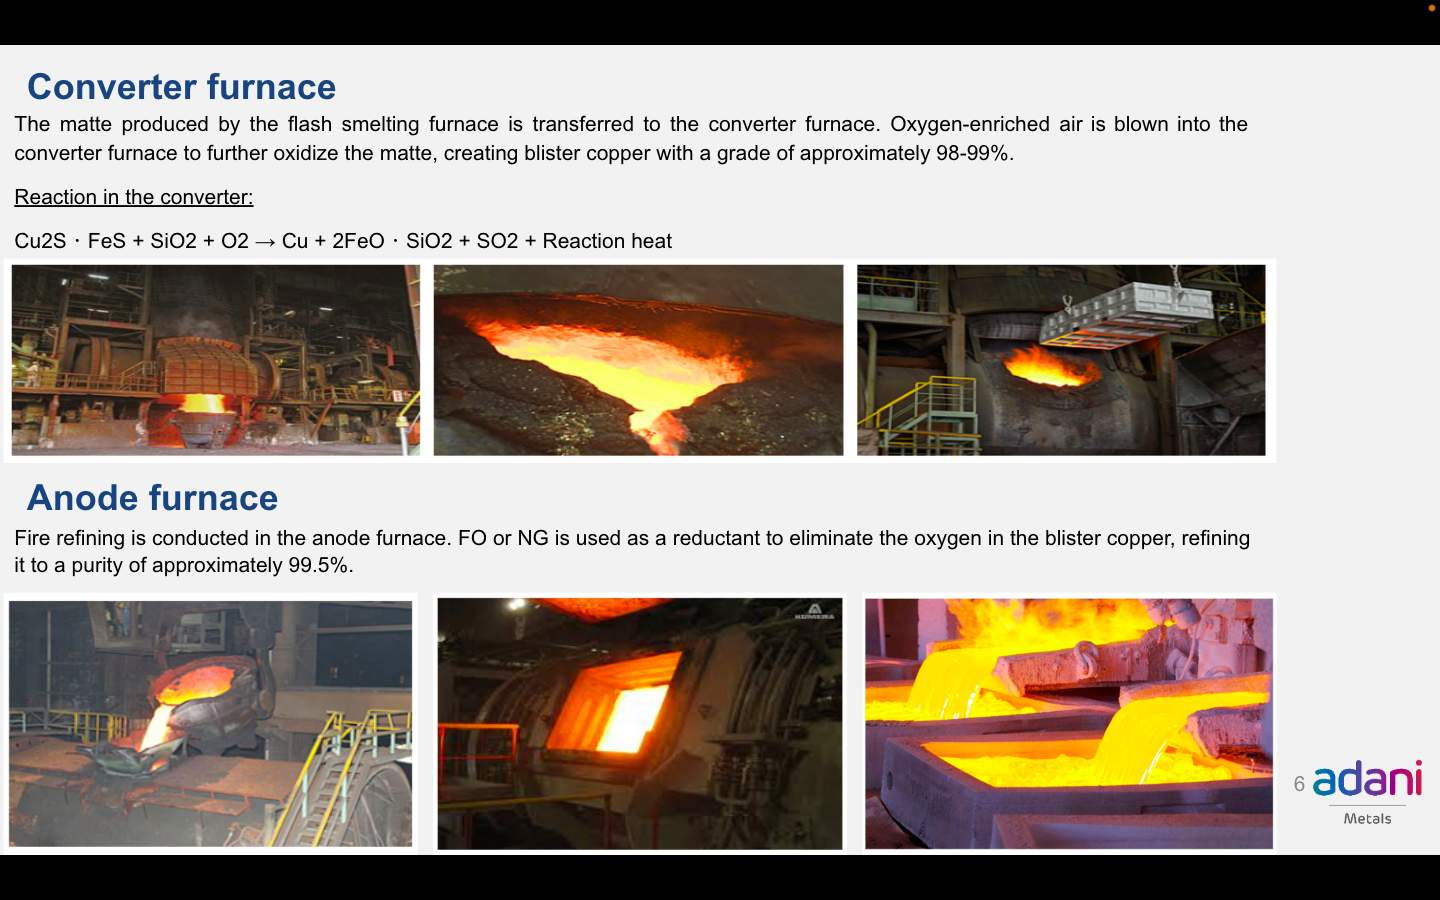 Converter furnace
The matte produced by the flash smelting furnace is transferred to the converter furnace. Oxygen-enriched air is blown into the
converter furnace to further oxidize the matte, creating blister copper with a grade of approximately 98-99%.
Reaction in the converter:
Cu2S · FeS + SiO2 + O2 → Cu + 2FeO · SiO2 + SO2 + Reaction heat
Anode furnace
Fire refining is conducted in the anode furnace. FO or NG is used as a reductant to eliminate the oxygen in the blister copper, refining
it to a purity of approximately 99.5%.
6 adani
Metals